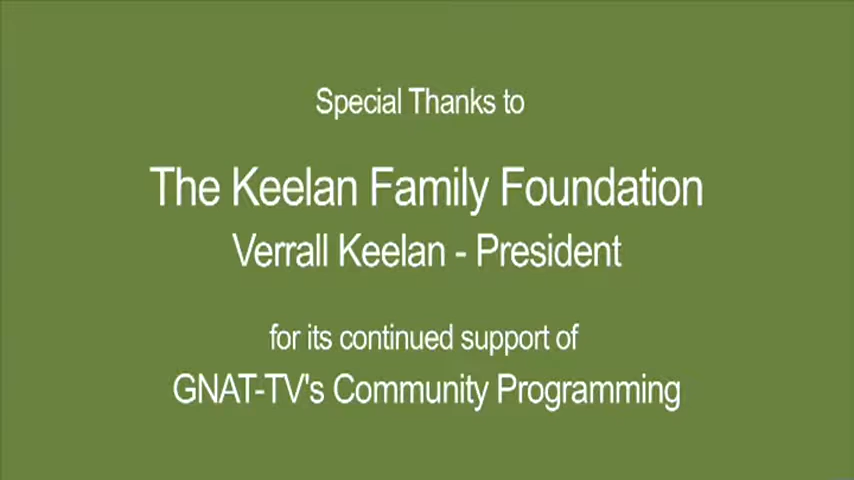 Special Thanks to
The Keelan Family Foundation
Verrall Keelan - President
for its continued support of
GNAT-TV's Community Programming